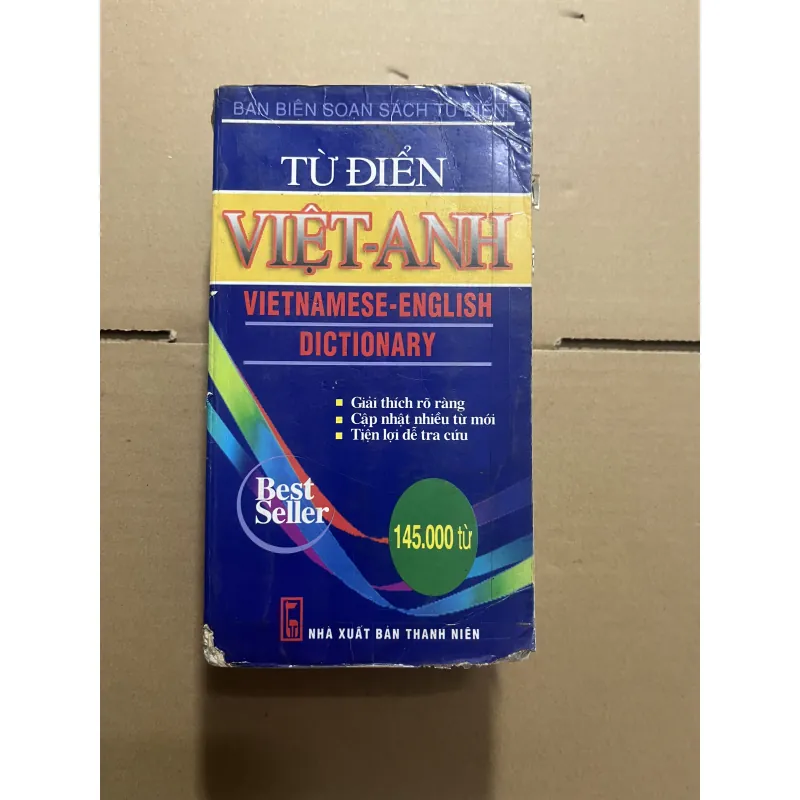 BAN BIÊN SOẠN SÁCH TỪ ĐIỂN
TỪ ĐIỂN
VIỆT-ANH
VIETNAMESE-ENGLISH
DICTIONARY
Giải thích rõ ràng
Cập nhật nhiều từ mới
Tiện lợi dễ tra cứu
Best
Seller
145.000 từ
NHÀ XUẤT BẢN THANH NIÊN